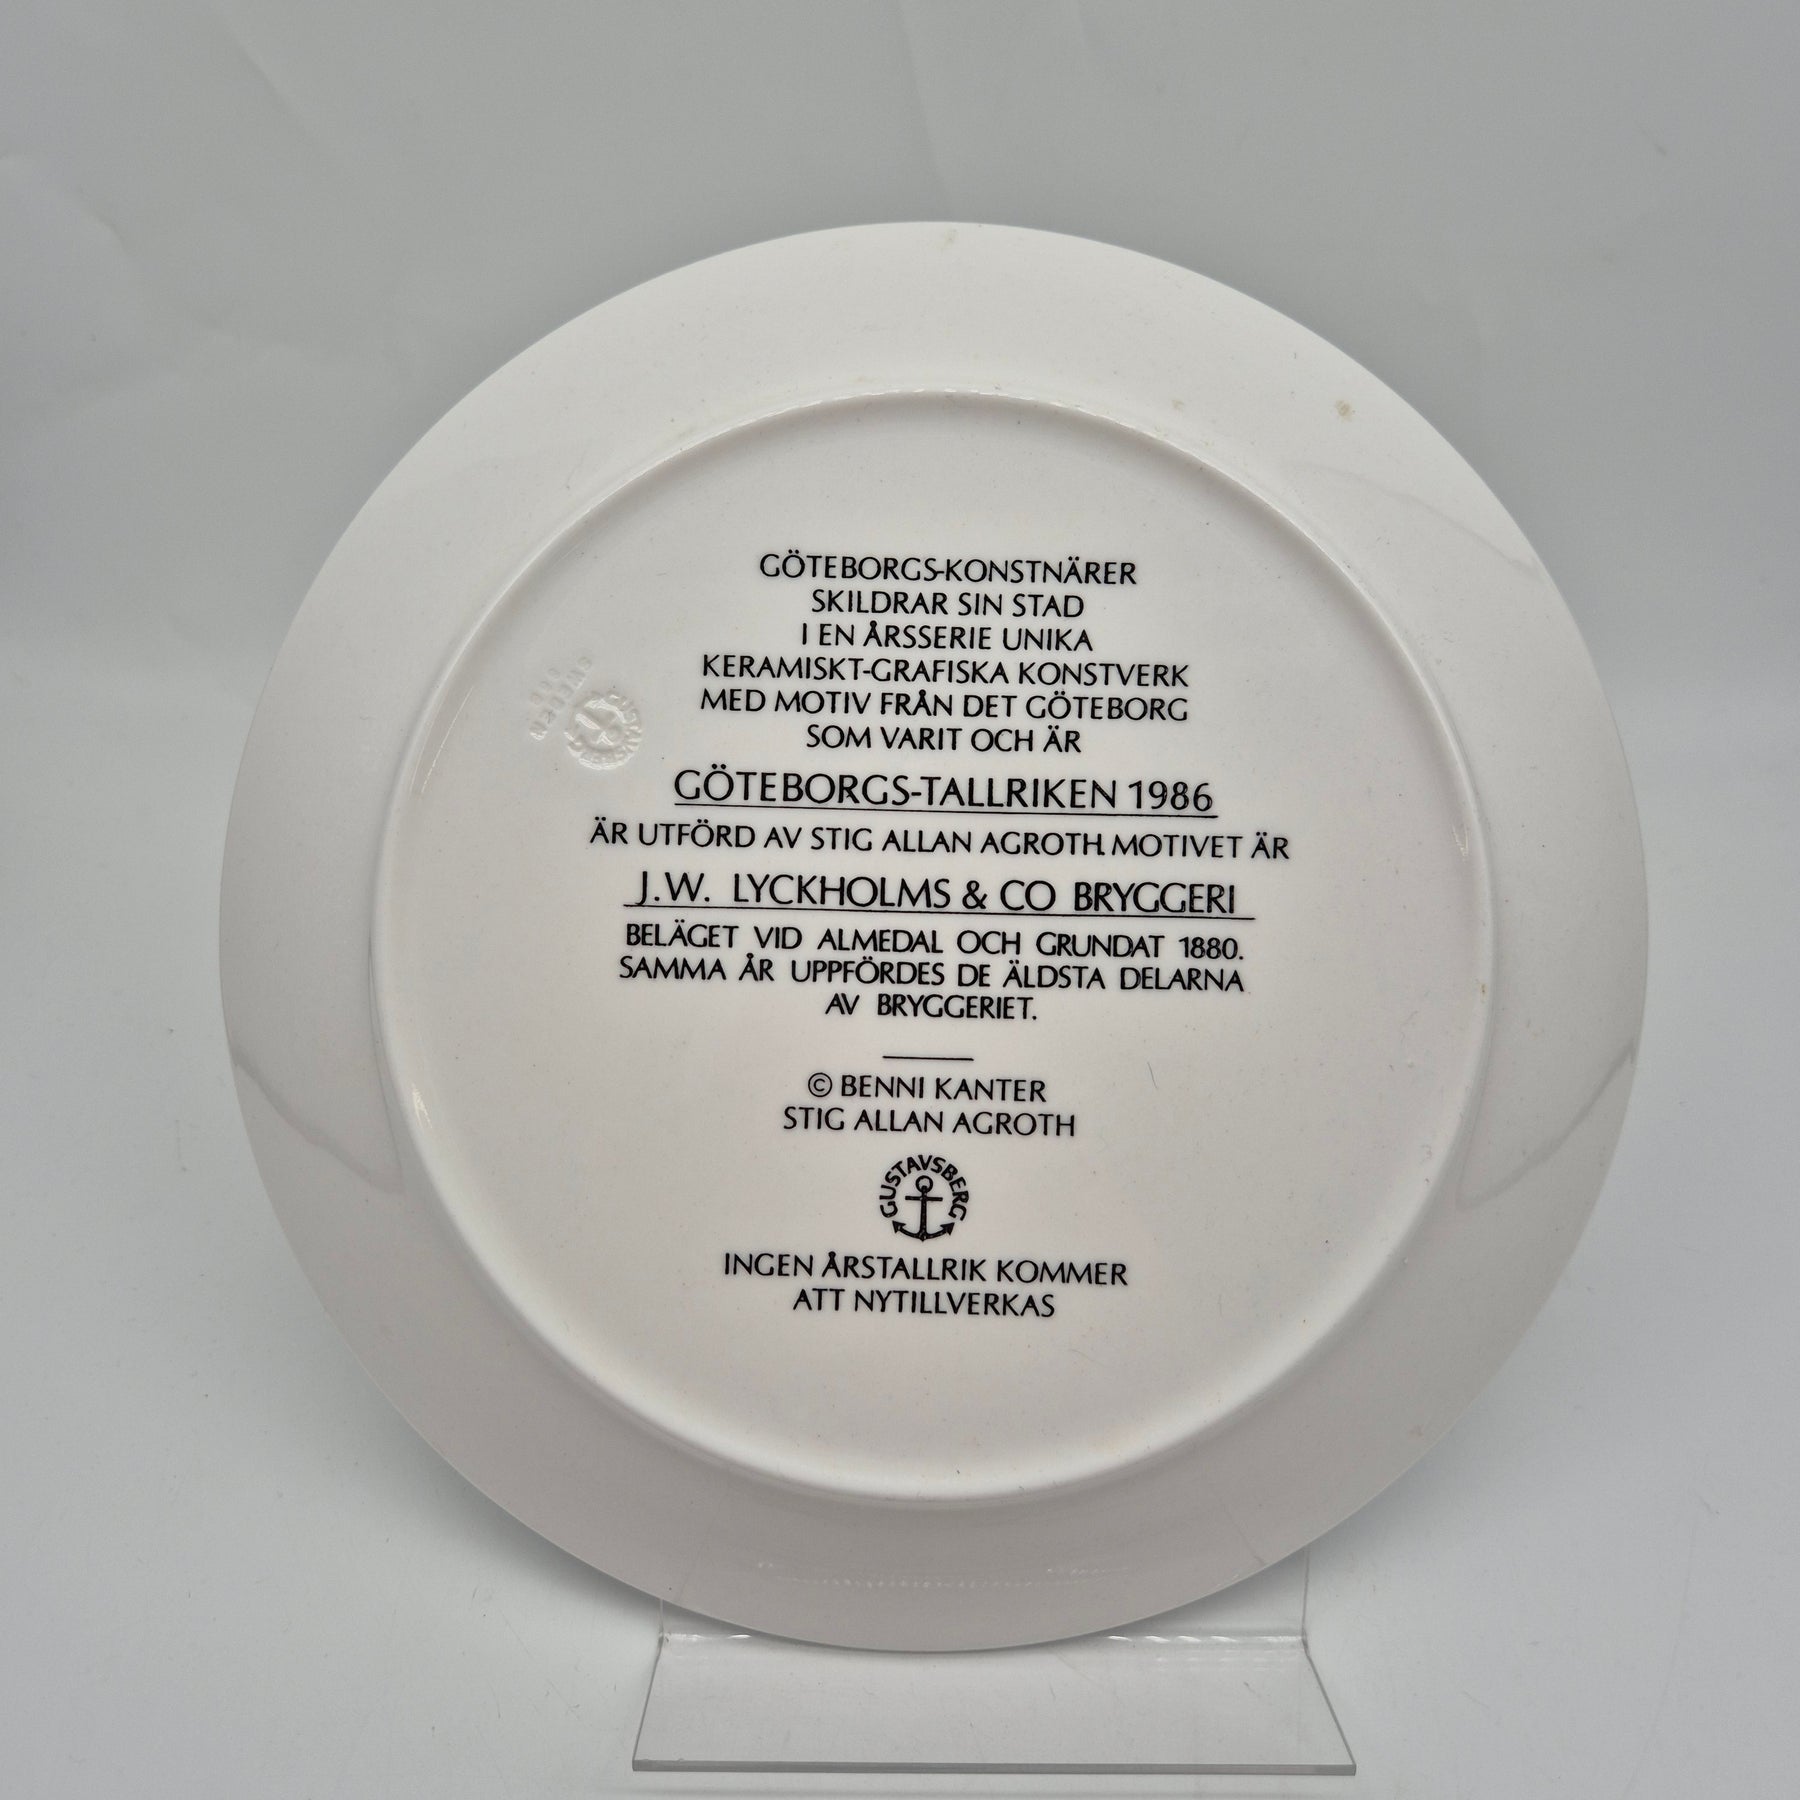 GÖTEBORGS-KONSTNÄRER
SKILDRAR SIN STAD
I EN ÅRSSERIE UNIKA
KERAMISKT-GRAFISKA KONSTVERK
MED MOTIV FRÅN DET GÖTEBORG
SOM VARIT OCH ÄR
GÖTEBORGS-TALLRIKEN 1986
ÄR UTFÖRD AV STIG ALLAN AGROTH. MOTIVET ÄR
J.W. LYCKHOLMS & CO BRYGGERI
BELÄGET VID ALMEDAL OCH GRUNDAT 1880.
SAMMA ÅR UPPFÖRDES DE ÄLDSTA DELARNA
AV BRYGGERIET.
© BENNI KANTER
STIG ALLAN AGROTH
GUSTAVSBERG
INGEN ÅRSTALLRIK KOMMER
ATT NYTILLVERKAS
SWEDEN